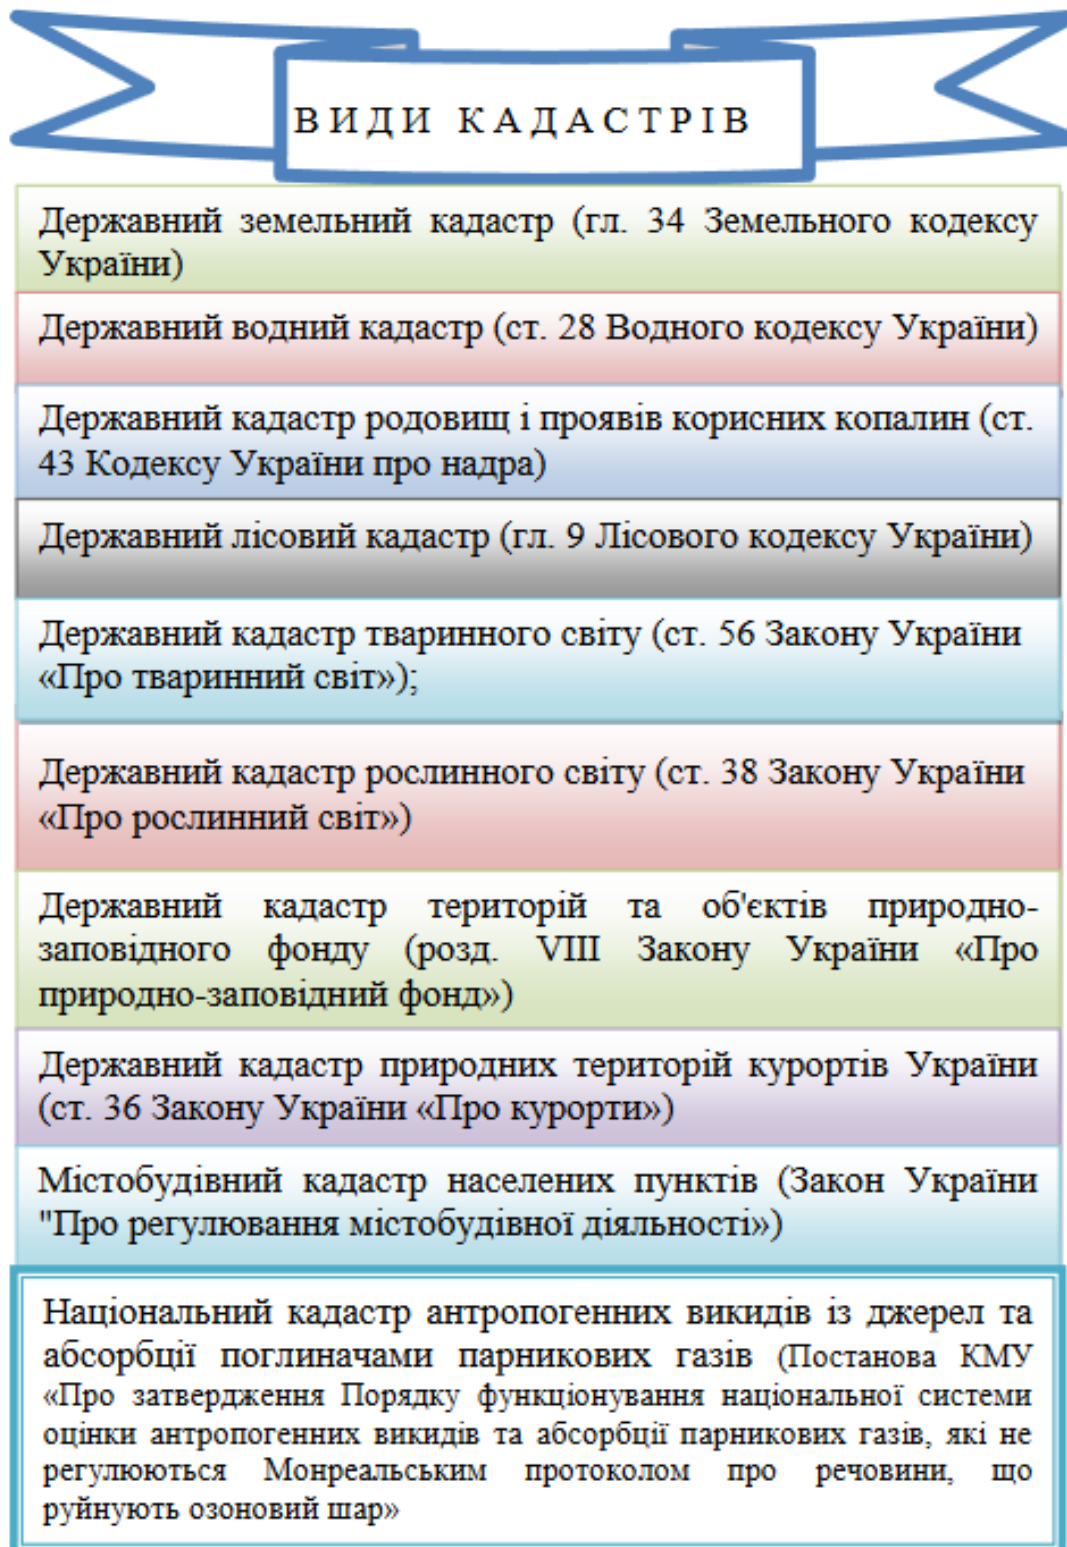 ВИДИ КАДАСТРІВ
Державний земельний кадастр (гл. 34 Земельного кодексу
України)
Державний водний кадастр (ст. 28 Водного кодексу України)
Державний кадастр родовищ і проявів корисних копалин (ст.
43 Кодексу України про надра)
Державний лісовий кадастр (гл. 9 Лісового кодексу України)
Державний кадастр тваринного світу (ст. 56 Закону України
«Про тваринний світ»);
Державний кадастр рослинного світу (ст. 38 Закону України
«Про рослинний світ»)
Державний кадастр територій та об'єктів природно-
заповідного фонду (розд. VIII Закону України «Про
природно-заповідний фонд»)
Державний кадастр природних територій курортів України
(ст. 36 Закону України «Про курорти»)
Містобудівний кадастр населених пунктів (Закон України
"Про регулювання містобудівної діяльності»)
Національний кадастр антропогенних викидів із джерел та
абсорбції поглиначами парникових газів (Постанова КМУ
«Про затвердження Порядку функціонування національної системи
оцінки антропогенних викидів та абсорбції парникових газів, які не
регулюються Монреальським протоколом про речовини, що
руйнують озоновий шар»